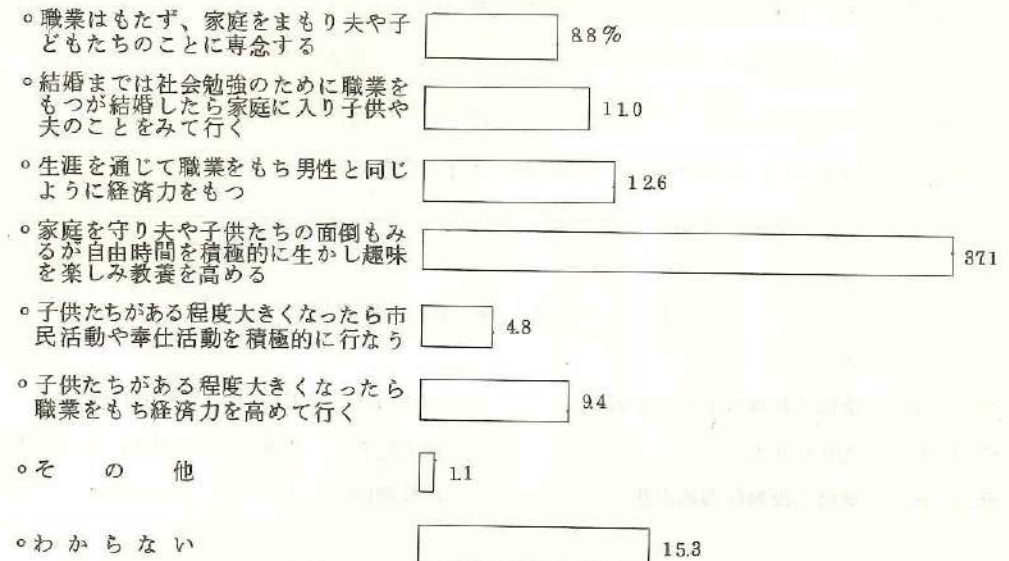 ○職業はもたず、家庭をまもり夫や子
どもたちのことに専念する
8.8%
○結婚までは社会勉強のために職業を
もつが結婚したら家庭に入り子供や
夫のことをみて行く
11.0
○生涯を通じて職業をもち男性と同じ
ように経済力をもつ
12.6
○家庭を守り夫や子供たちの面倒もみ
るが自由時間を積極的に生かし趣味
を楽しみ教養を高める
37.1
○子供たちがある程度大きくなったら市
民活動や奉仕活動を積極的に行なう
4.8
○子供たちがある程度大きくなったら
職業をもち経済力を高めて行く
9.4
○その他
1.1
○わからない
15.3